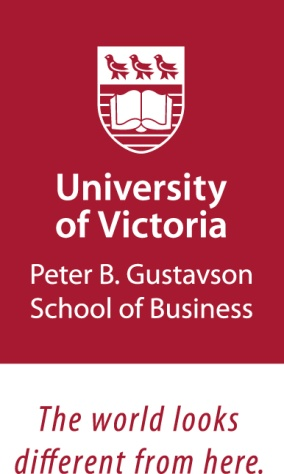 University
of Victoria
Peter B. Gustavson
School of Business
The world looks
different from here.